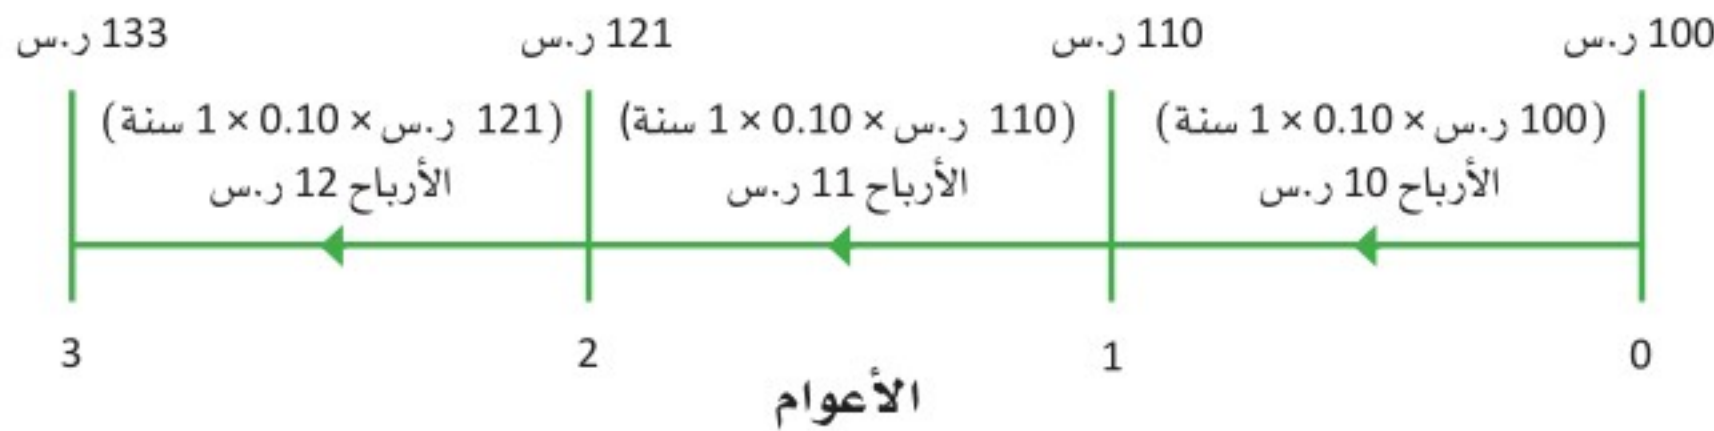 100 ر.س 110 ر.س 121 ر.س 133 ر.س
(100 ر.س × 0.10 × 1 سنة) (110 ر.س × 0.10 × 1 سنة) (121 ر.س × 0.10 × 1 سنة)
الأرباح 10 ر.س الأرباح 11 ر.س الأرباح 12 ر.س
0 1 2 3
الأعوام